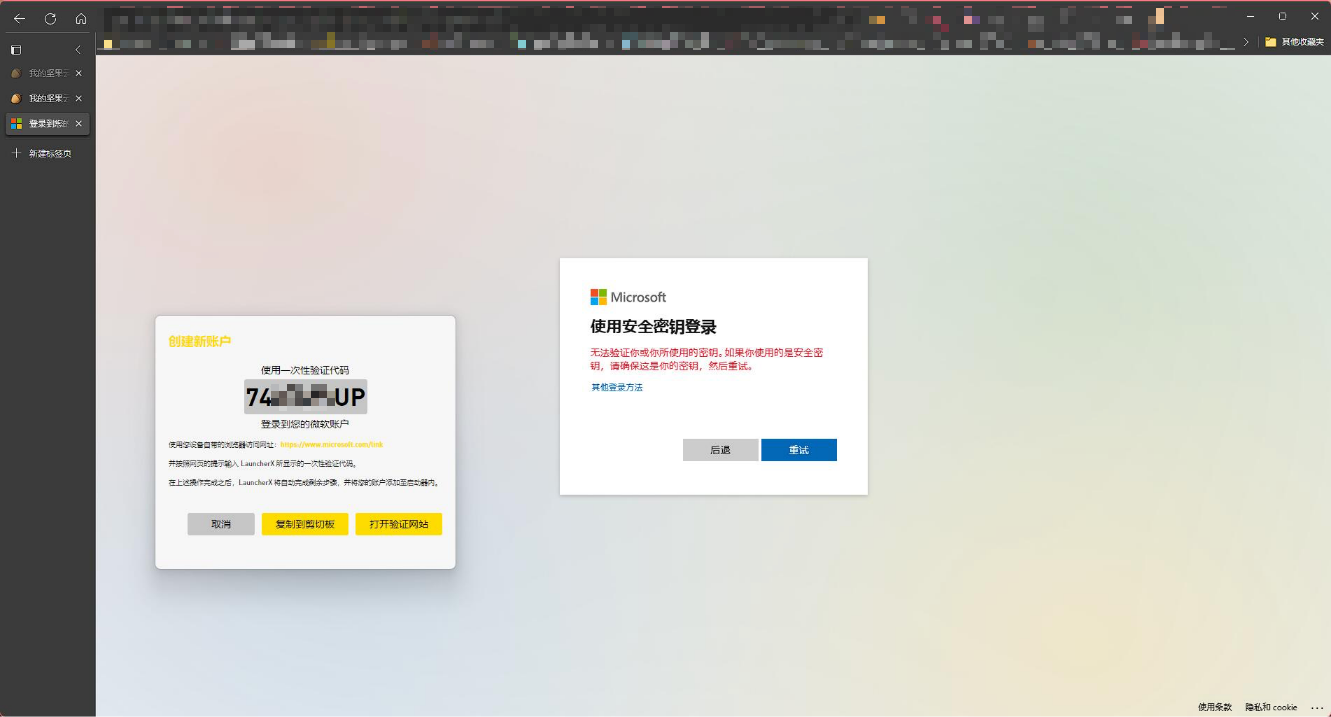 其他收藏夹
我的坚果
我的坚果
登录到您
新建标签页
创建新账户
使用一次性验证代码
74
UP
登录到您的微软账户
使用您设备自带的浏览器访问网址：https://www.microsoft.com/link
并按照网页的提示输入 LauncherX 所显示的一次性验证代码。
在上述操作完成之后，LauncherX 将自动完成剩余步骤，并将您的账户添加至启动器内。
取消
复制到剪切板
打开验证网站
Microsoft
使用安全密钥登录
无法验证你或你所使用的密钥。如果你使用的是安全密
钥，请确保这是你的密钥，然后重试。
其他登录方法
后退
重试
使用条款
隐私和 cookie
...